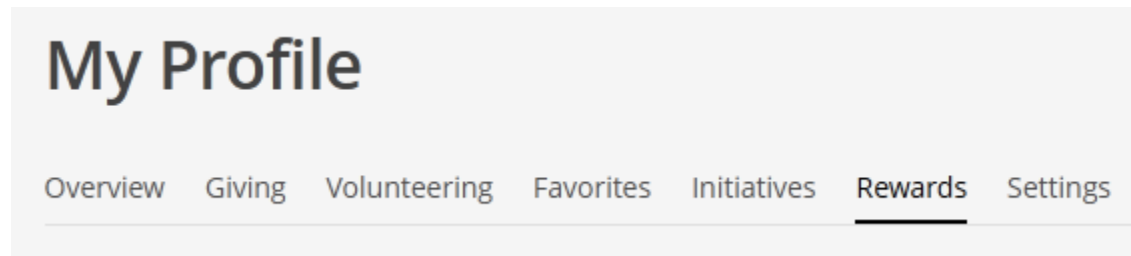 My Profile
Overview Giving Volunteering Favorites Initiatives Rewards Settings